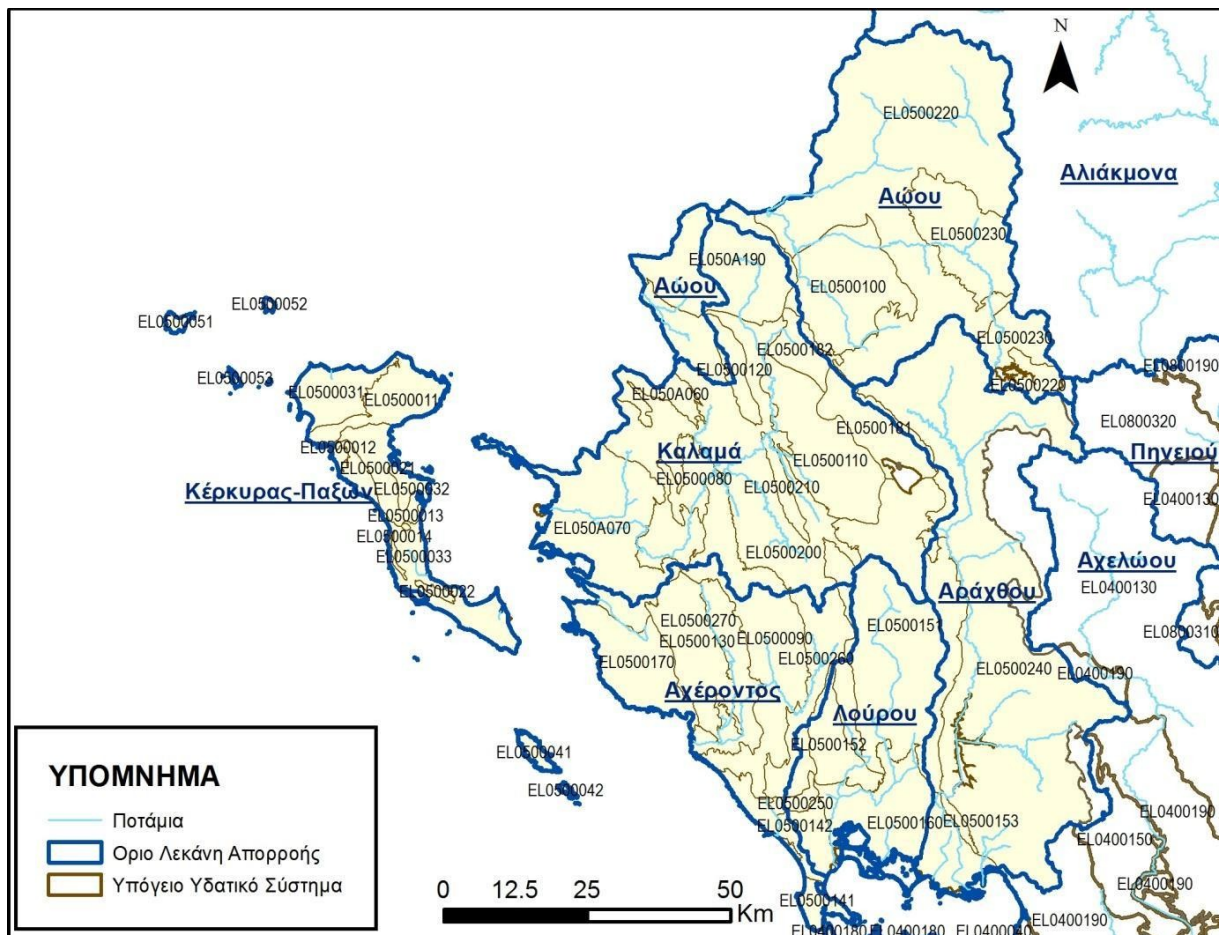 N
EL0500220
Αλιάκμονα
Αώου
EL0500230
EL050A190
EL0500100
Αώου
EL0500052
EL0500051
EL0500230
EL0500182
EL0800190
EL0500120
EL0500053
EL0500220
EL0500031
EL0500011
EL050A060
EL0800320
EL0500181
EL0500012
Καλαμά
EL0500110
Πηνειού
EL0500021
EL0500080
EL0500210
Κέρκυρας-Παξών
EL0500032
EL0400130
EL0500013
EL050A070
EL0500014
EL0500033
EL0500200
Αχελώου
EL0400130
EL0500022
Αράχθου
EL0500270
EL0500151
EL0500130
EL0500090
EL0800310
EL0500170
EL0500260
EL0500240
EL0400190
Αχέροντος
Λούρου
EL0500041
EL0500152
EL0500042
EL0500250
EL0500142
EL0500160
EL0500153
EL0400190
EL0400150
EL0400190
EL0500141
EL0400180
EL0400180
EL0400040
EL0400190
ΥΠΟΜΝΗΜΑ
Ποτάμια
Οριο Λεκάνη Απορροής
Υπόγειο Υδατικό Σύστημα
0 12.5 25 50
Km